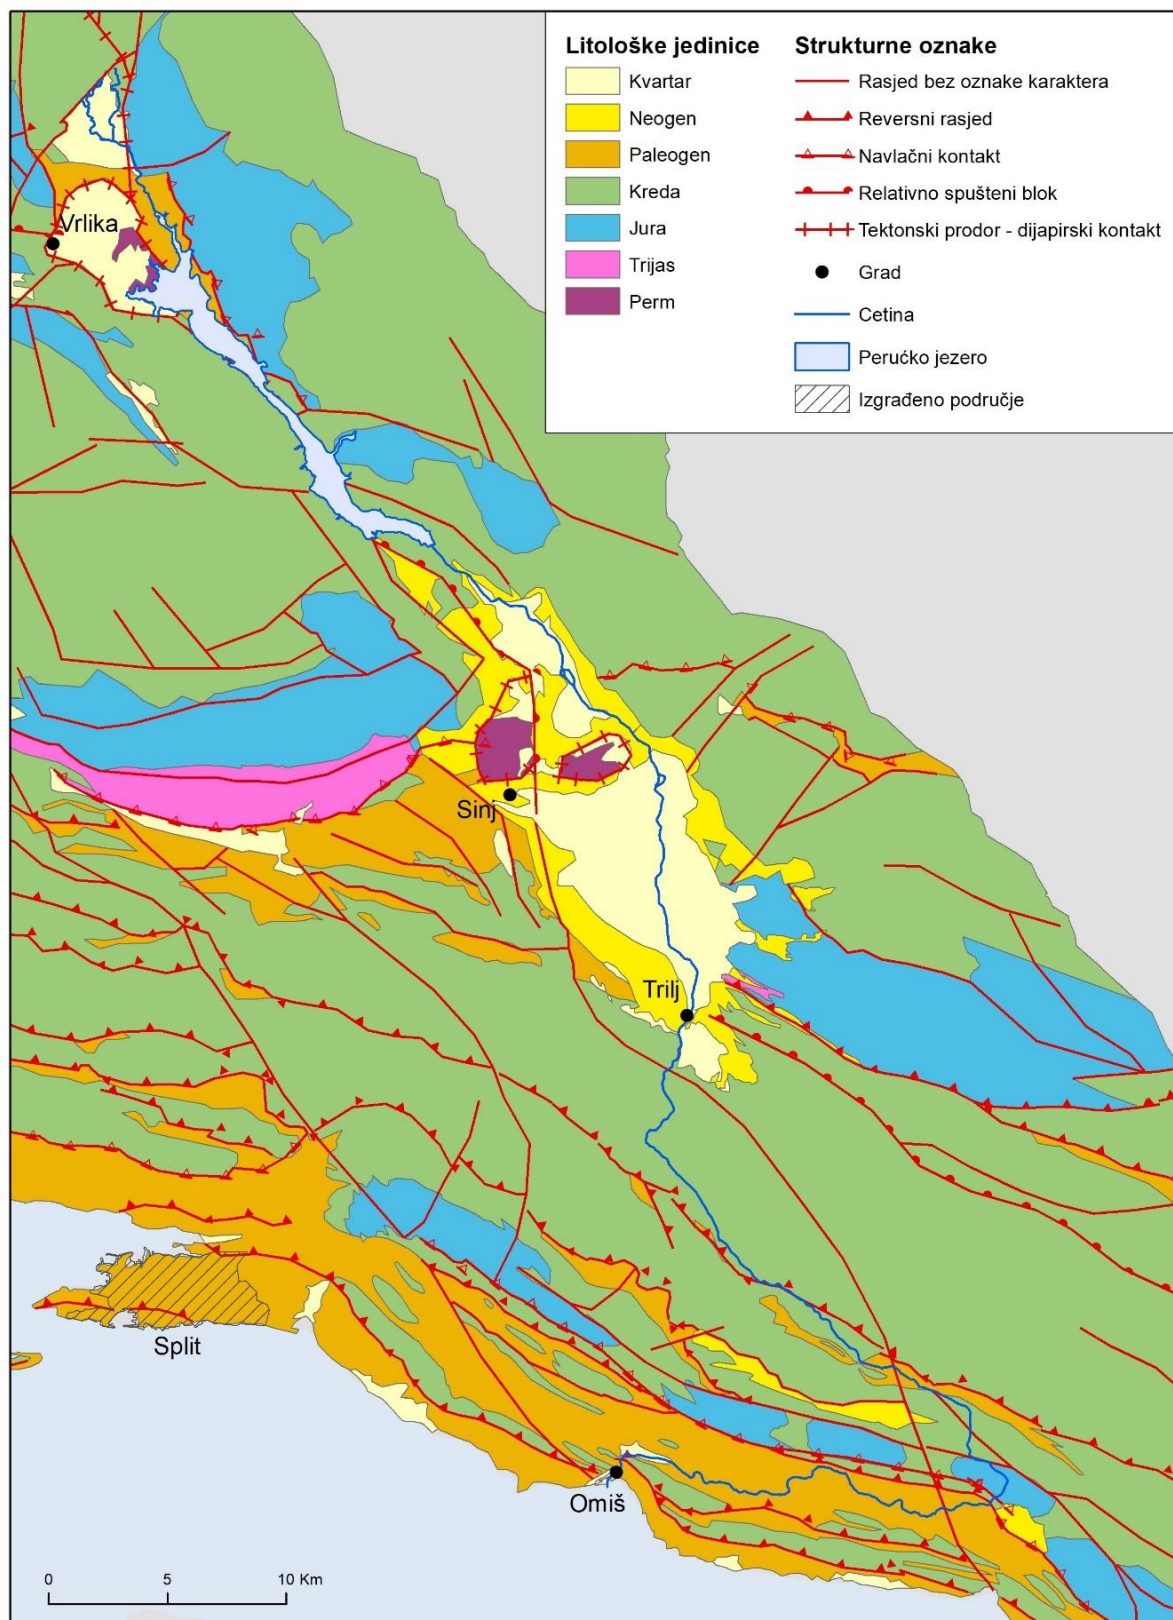 Litološke jedinice
Kvartar
Neogen
Paleogen
Kreda
Jura
Trijas
Perm
Strukturne oznake
Rasjed bez oznake karaktera
Reversni rasjed
Navlačni kontakt
Relativno spušteni blok
Tektonski prodor - dijapirski kontakt
Grad
Cetina
Perućko jezero
Izgrađeno područje
Vrlika
Sinj
Trilj
Split
Omiš
0 5 10 Km